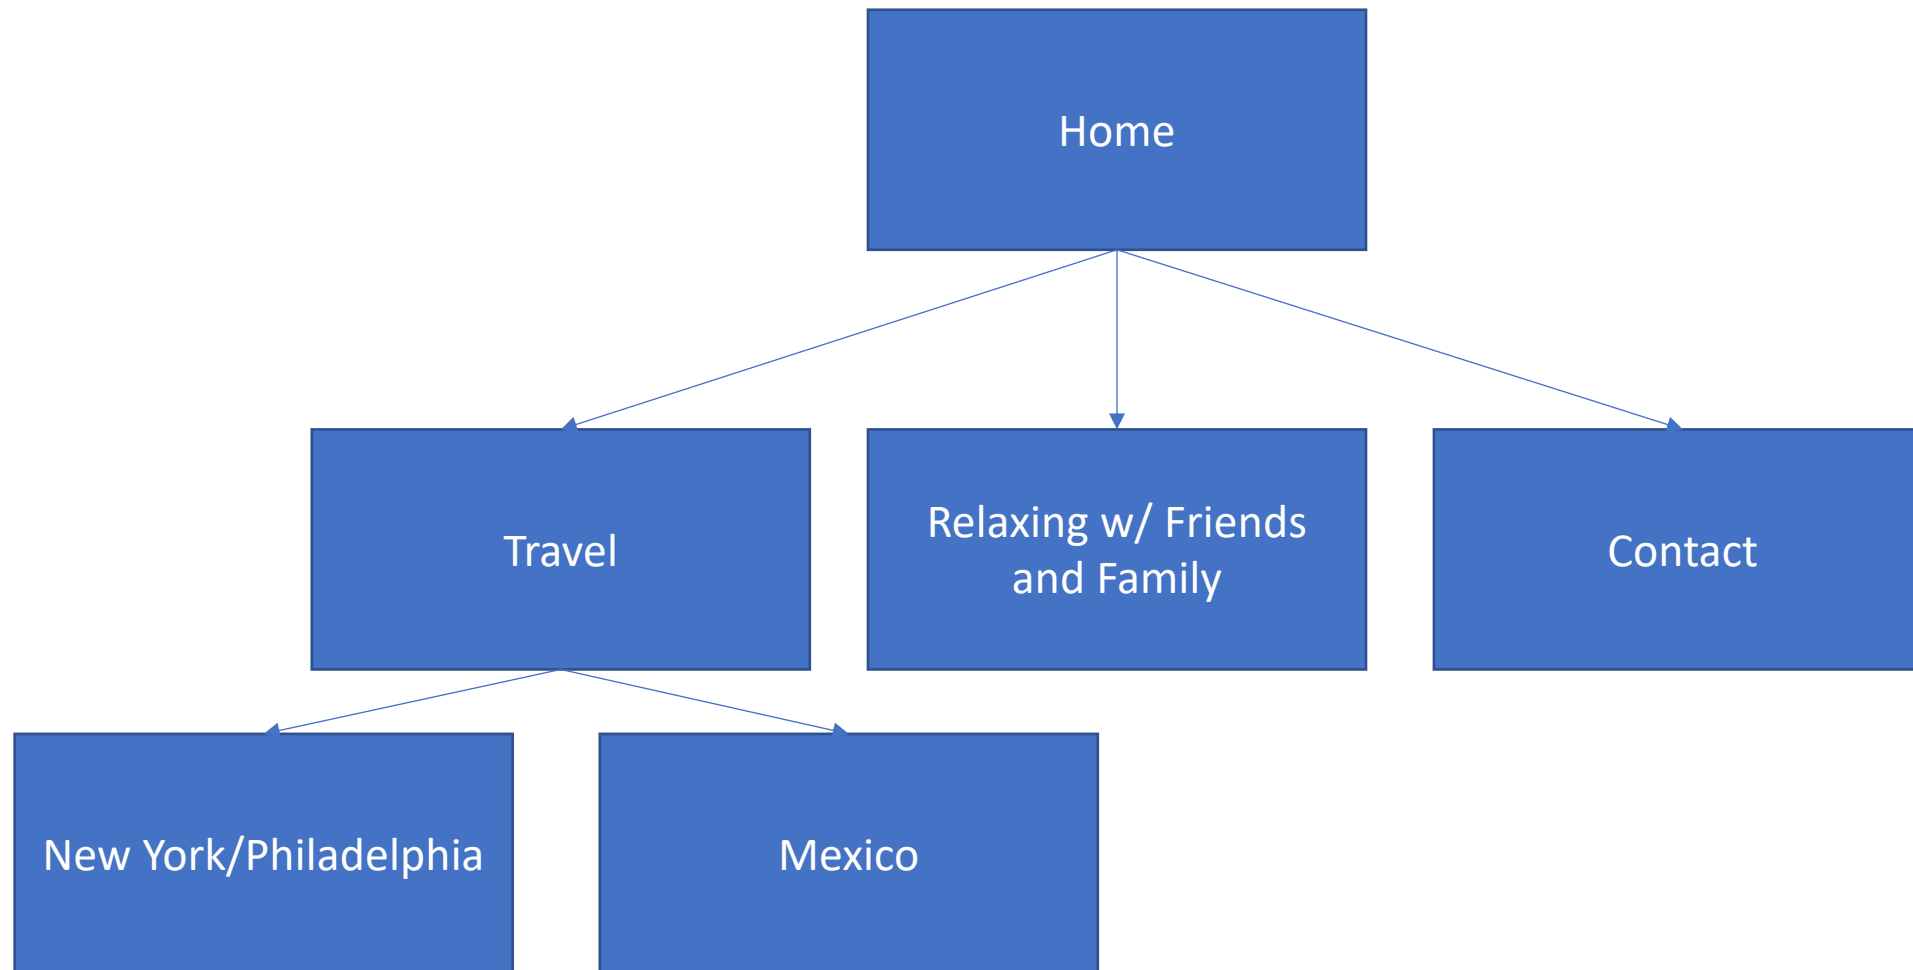 Home
Travel
Relaxing w/ Friends
and Family
Contact
New York/Philadelphia
Mexico